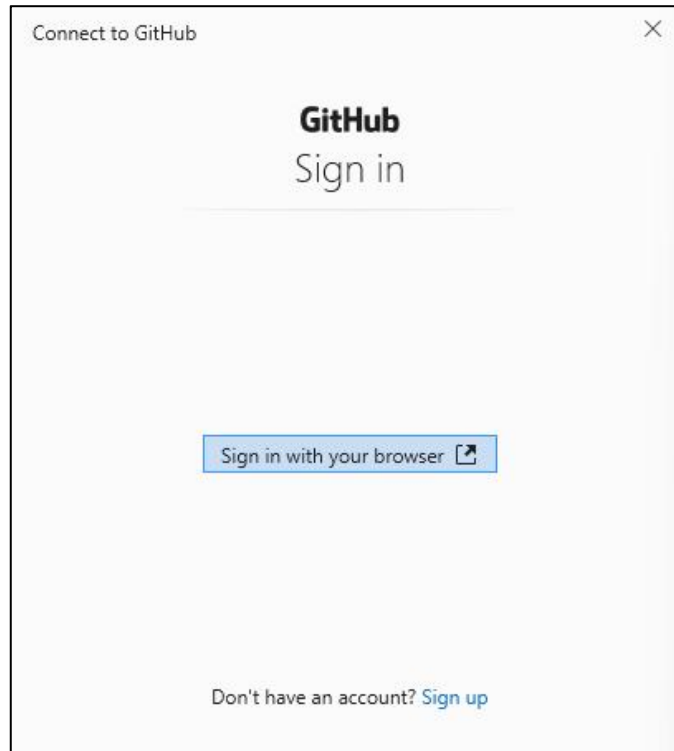 Connect to GitHub
GitHub
Sign in
Sign in with your browser
Don't have an account? Sign up